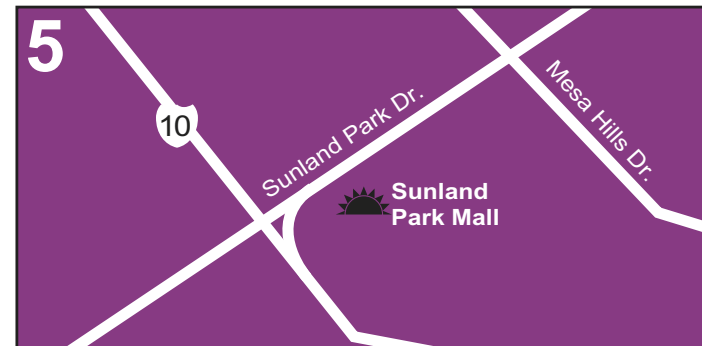 5
10
Sunland Park Dr.
Mesa Hills Dr.
Sunland
Park Mall